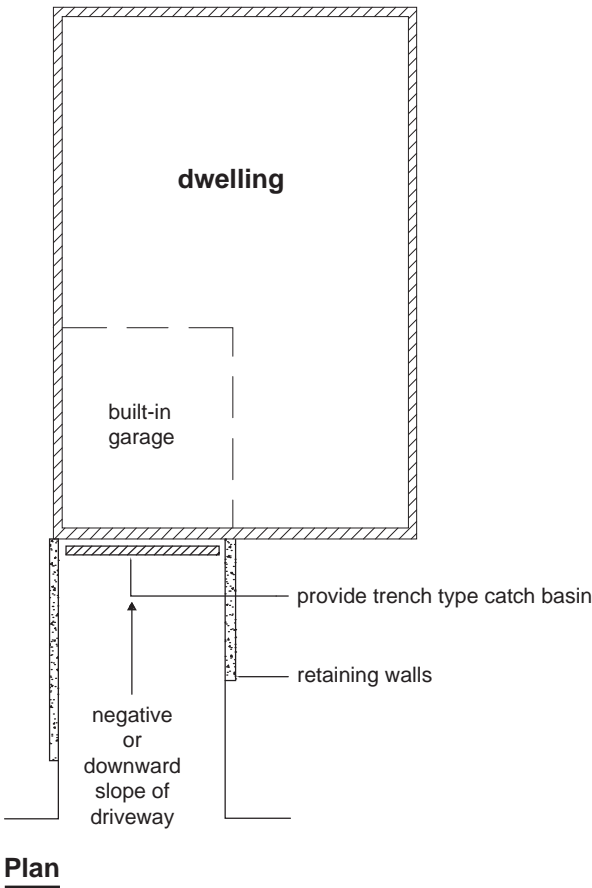 dwelling
built-in
garage
provide trench type catch basin
retaining walls
negative
or
downward
slope of
driveway
Plan